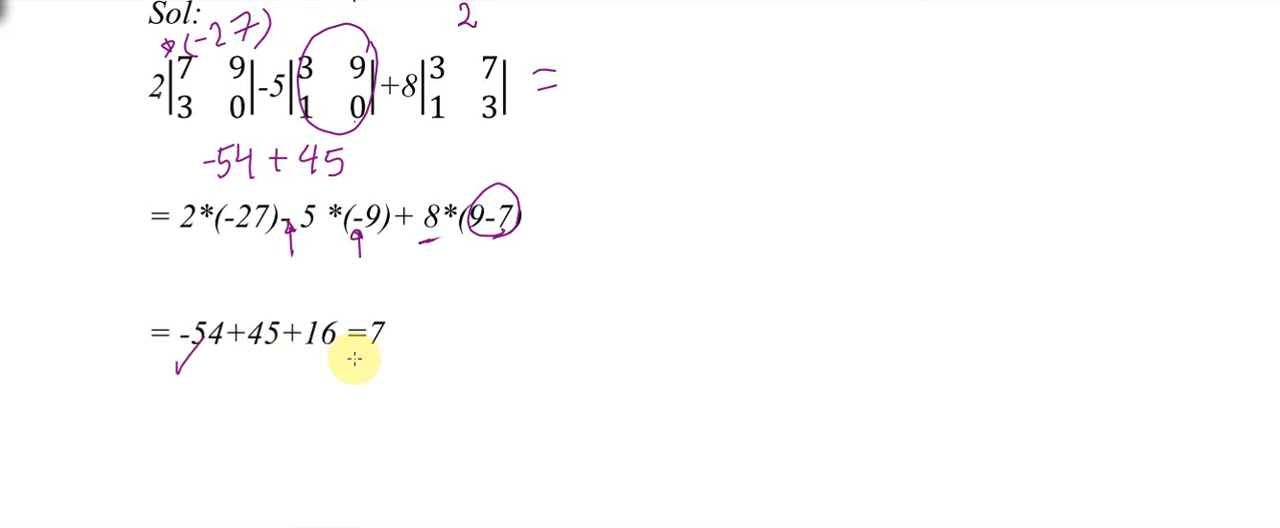 Sol:
*(-27) 2
2|7 9|-5|3 9|+8|3 7| =
3 0 1 0 1 3
-54 + 45
= 2*(-27)- 5 *(-9)+ 8*(9-7)
= -54+45+16 =7